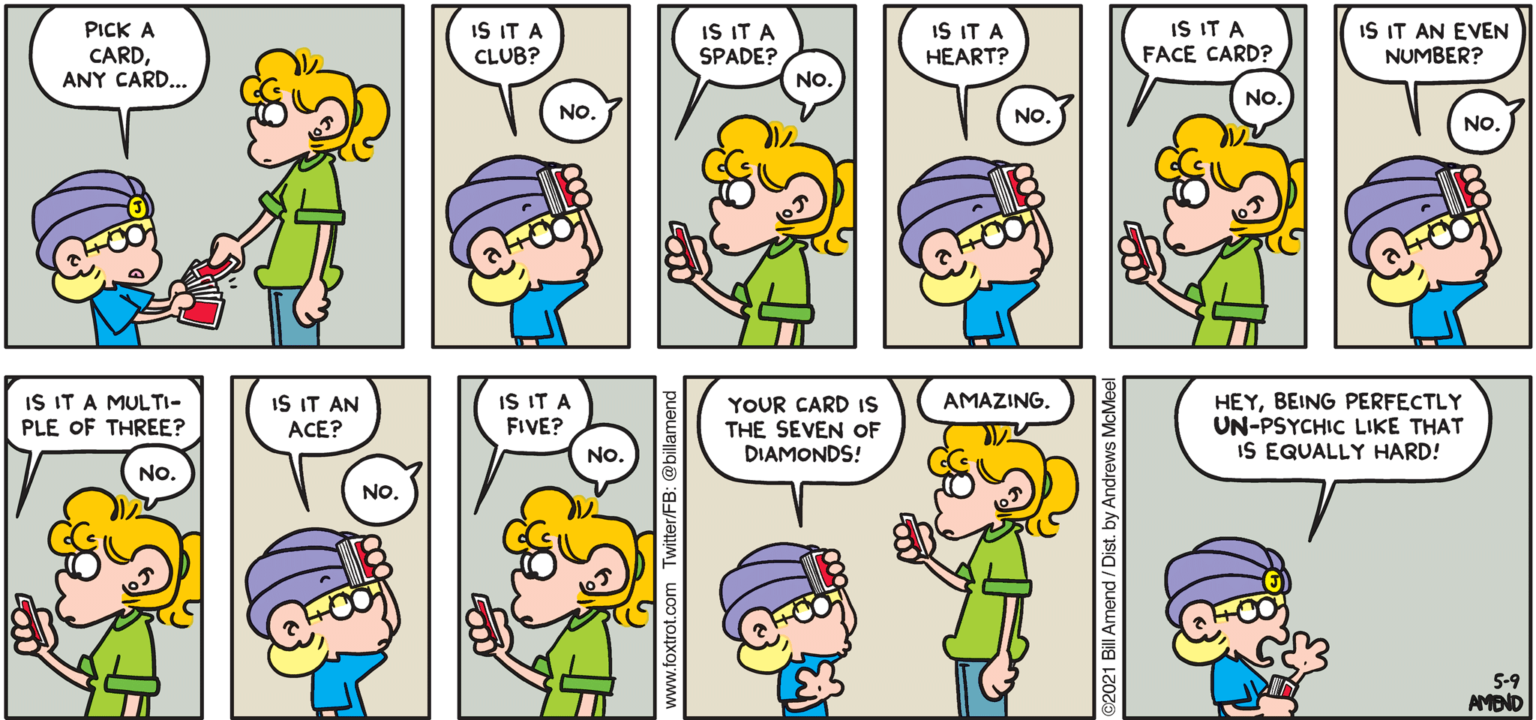 PICK A
CARD,
ANY CARD...
J
IS IT A
CLUB?
NO.
IS IT A
SPADE?
NO.
IS IT A
HEART?
NO.
IS IT A
FACE CARD?
NO.
IS IT AN EVEN
NUMBER?
NO.
IS IT A MULTI-
PLE OF THREE?
NO.
IS IT AN
ACE?
NO.
IS IT A
FIVE?
NO.
www.foxtrot.com Twitter/FB: @billamend
YOUR CARD IS
THE SEVEN OF
DIAMONDS!
AMAZING.
©2021 Bill Amend / Dist. by Andrews McMeel
HEY, BEING PERFECTLY
UN-PSYCHIC LIKE THAT
IS EQUALLY HARD!
J
5-9
AMEND